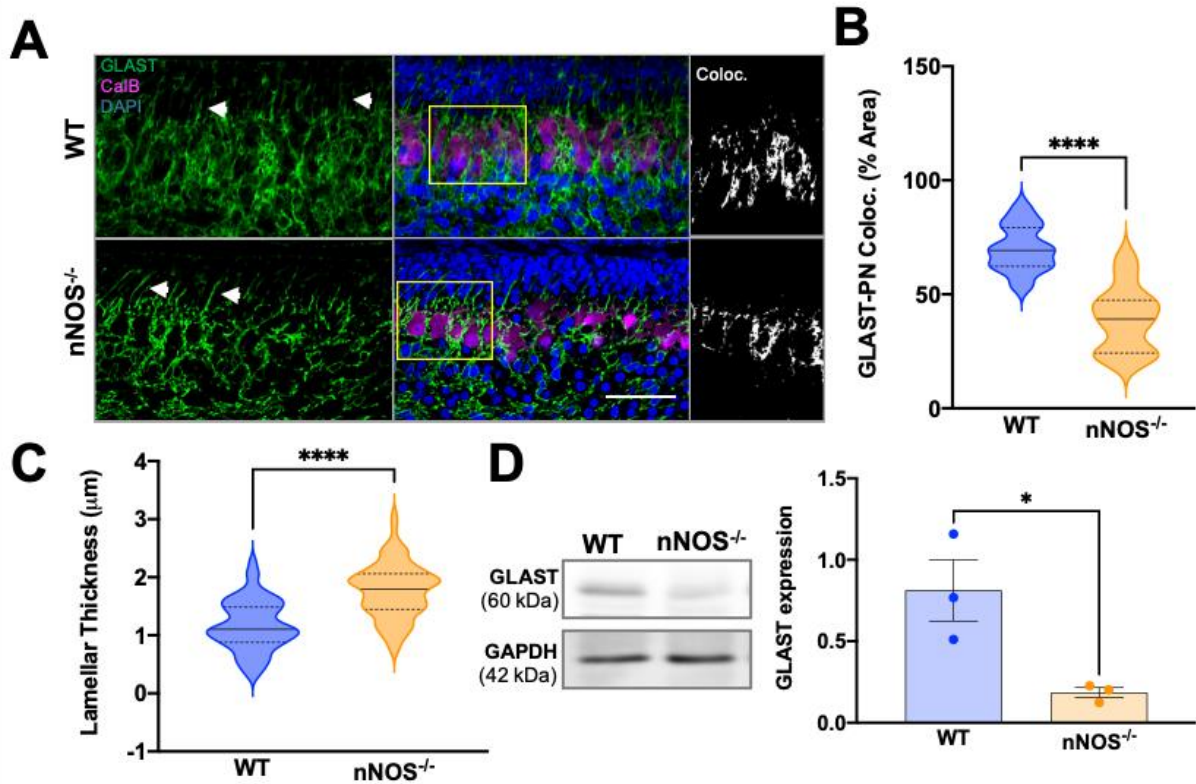 A
GLAST
CalB
DAPI
Coloc.
WT
nNOS-/-
B
GLAST-PN Coloc. (% Area)
150
100
50
0
****
WT
nNOS-/-
C
Lamellar Thickness (μm)
4
3
2
1
0
-1
****
WT
nNOS-/-
D
WT
nNOS-/-
GLAST
(60 kDa)
GAPDH
(42 kDa)
GLAST expression
1.5
1.0
0.5
0.0
*
WT
nNOS-/-